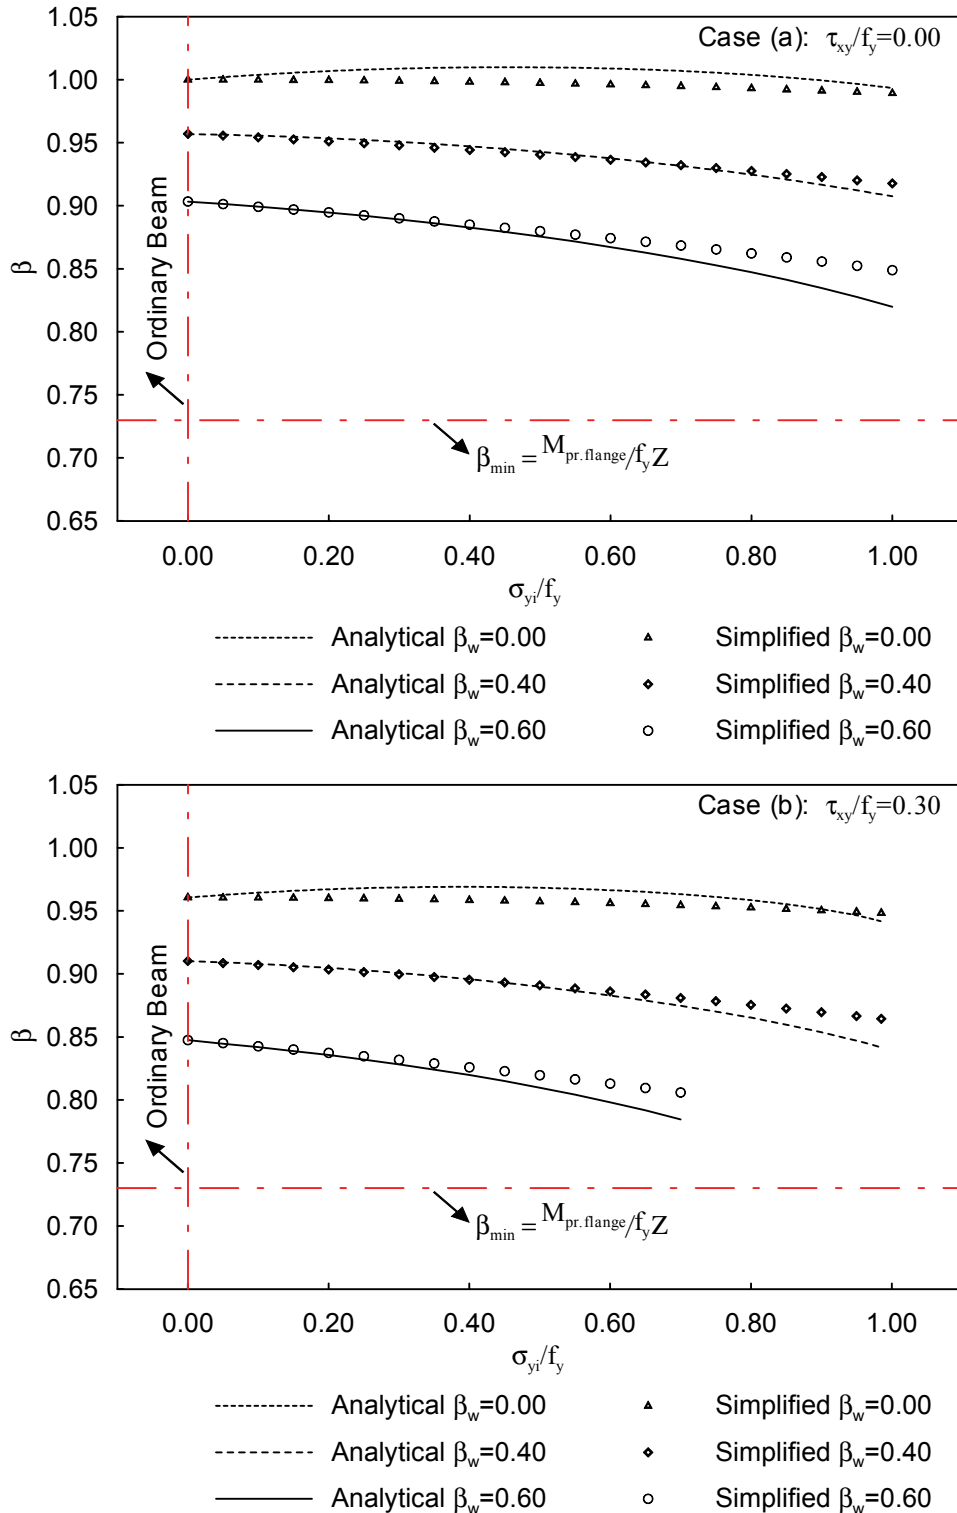 1.05
Case (a): τxy/fy=0.00
1.00
0.95
0.90
0.85
0.80
0.75
0.70
0.65
β
Ordinary Beam
βmin = Mpr.flange/fyZ
0.00 0.20 0.40 0.60 0.80 1.00
σyi/fy
Analytical βw=0.00 Simplified βw=0.00
Analytical βw=0.40 Simplified βw=0.40
Analytical βw=0.60 Simplified βw=0.60
1.05
Case (b): τxy/fy=0.30
1.00
0.95
0.90
0.85
0.80
0.75
0.70
0.65
β
Ordinary Beam
βmin = Mpr.flange/fyZ
0.00 0.20 0.40 0.60 0.80 1.00
σyi/fy
Analytical βw=0.00 Simplified βw=0.00
Analytical βw=0.40 Simplified βw=0.40
Analytical βw=0.60 Simplified βw=0.60